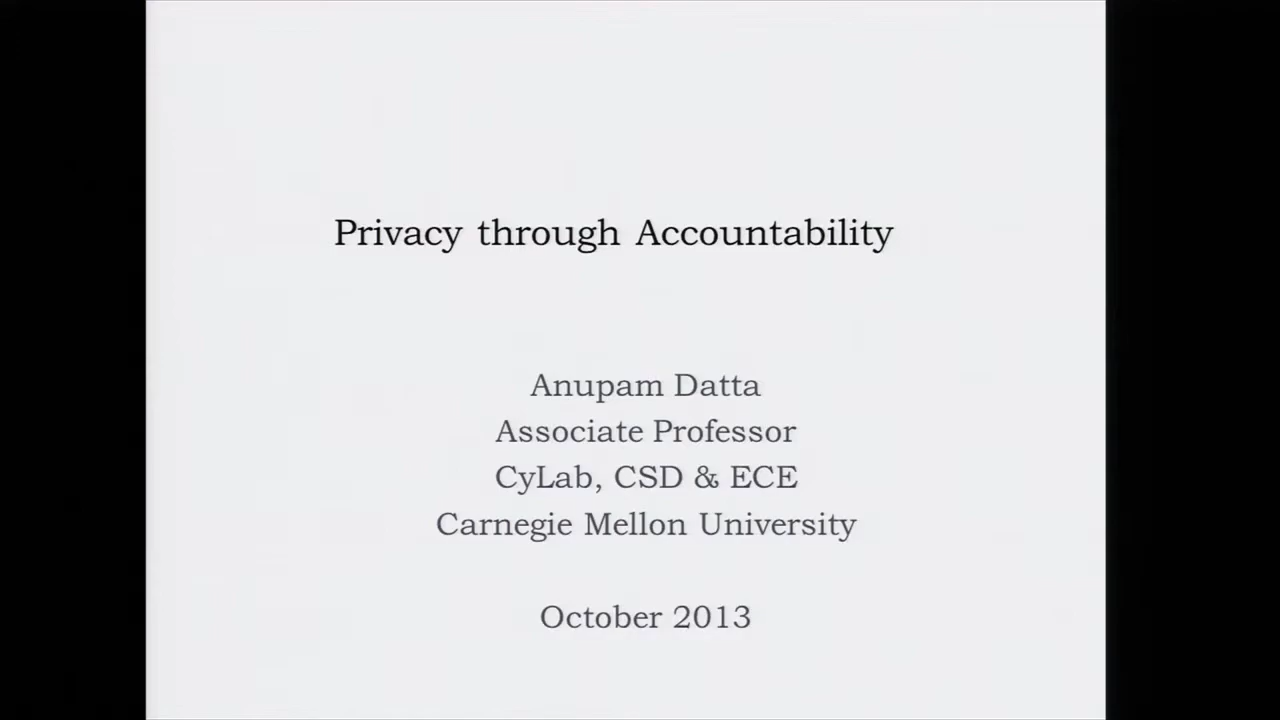 Privacy through Accountability
Anupam Datta
Associate Professor
CyLab, CSD & ECE
Carnegie Mellon University
October 2013